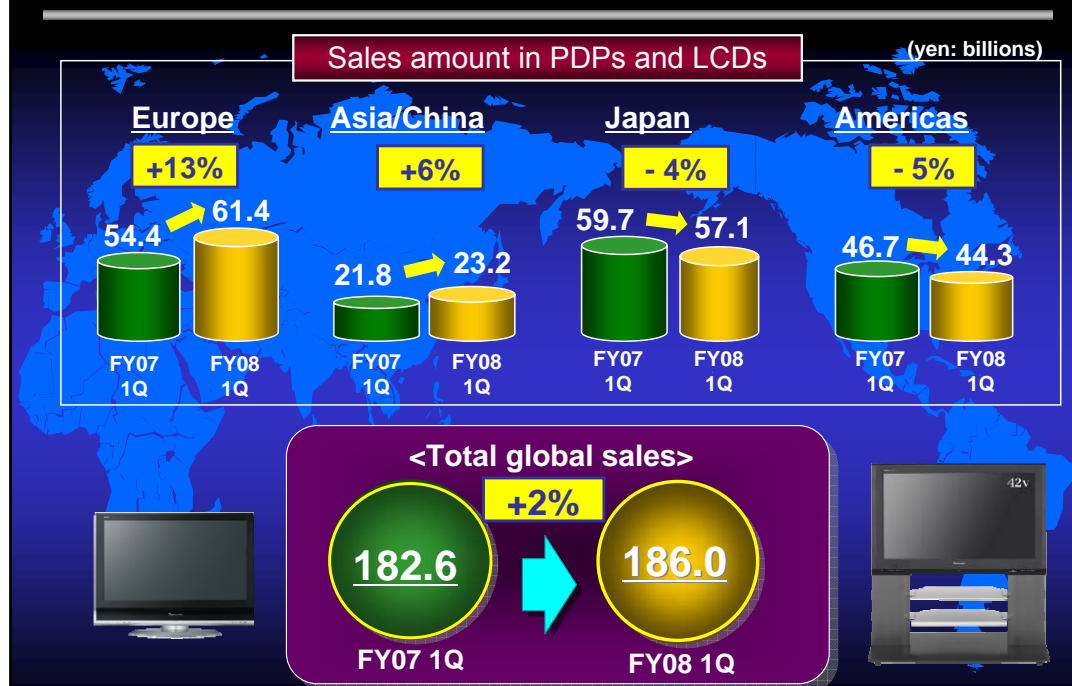 Sales amount in PDPs and LCDs
(yen: billions)
Europe
Asia/China
Japan
Americas
+13%
+6%
- 4%
- 5%
54.4
61.4
21.8
23.2
59.7
57.1
46.7
44.3
FY07
1Q
FY08
1Q
FY07
1Q
FY08
1Q
FY07
1Q
FY08
1Q
FY07
1Q
FY08
1Q
<Total global sales>
+2%
182.6
186.0
FY07 1Q
FY08 1Q
42v